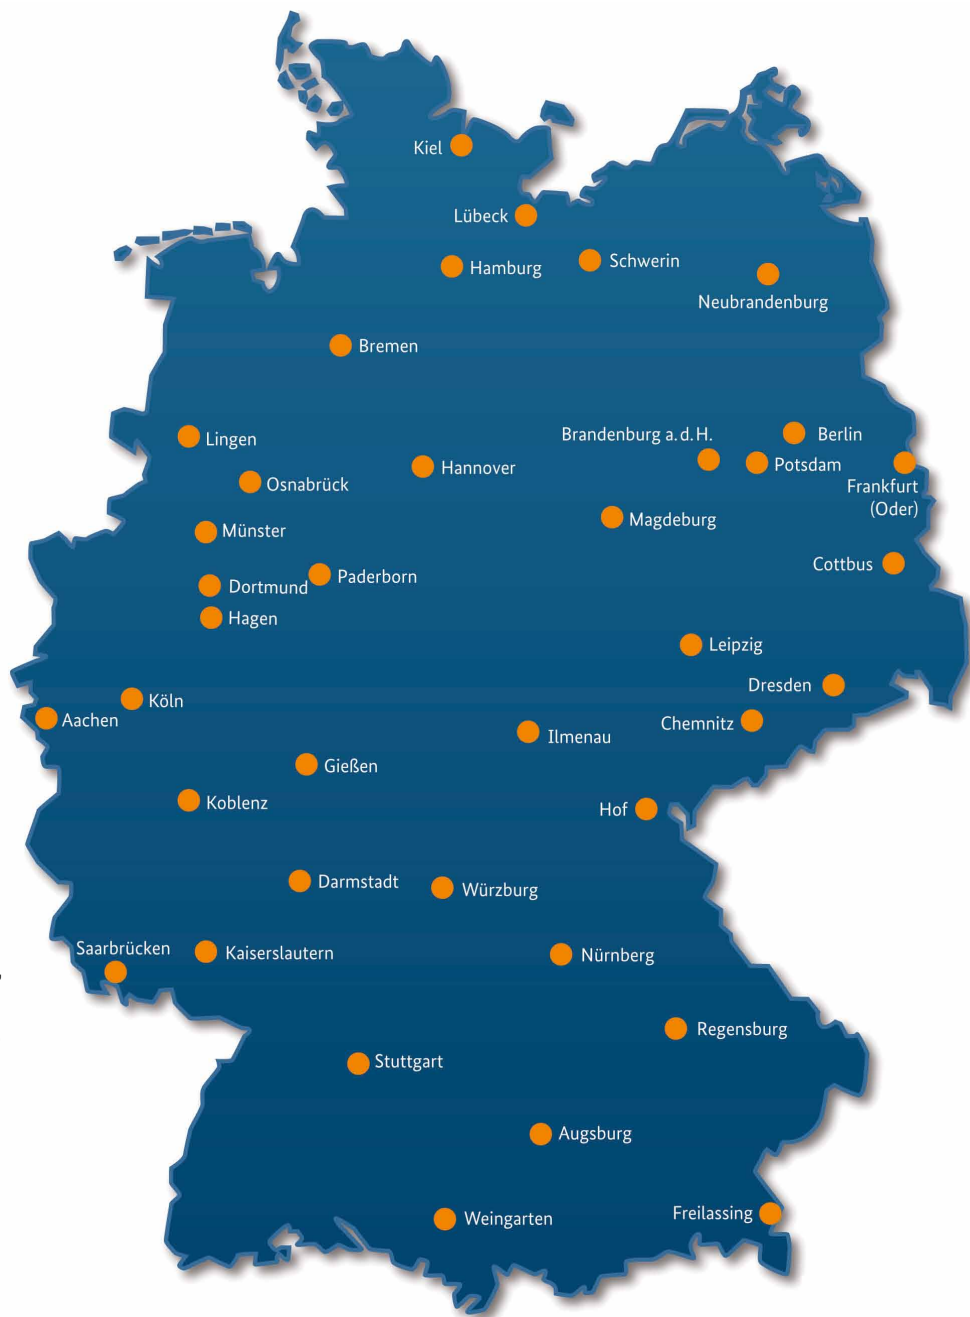 Kiel
Lübeck
Hamburg
Schwerin
Neubrandenburg
Bremen
Lingen
Osnabrück
Hannover
Brandenburg a. d. H.
Berlin
Potsdam
Frankfurt
(Oder)
Münster
Magdeburg
Cottbus
Paderborn
Dortmund
Hagen
Leipzig
Dresden
Köln
Aachen
Chemnitz
Ilmenau
Gießen
Koblenz
Hof
Darmstadt
Würzburg
Saarbrücken
Kaiserslautern
Nürnberg
Regensburg
Stuttgart
Augsburg
Weingarten
Freilassing